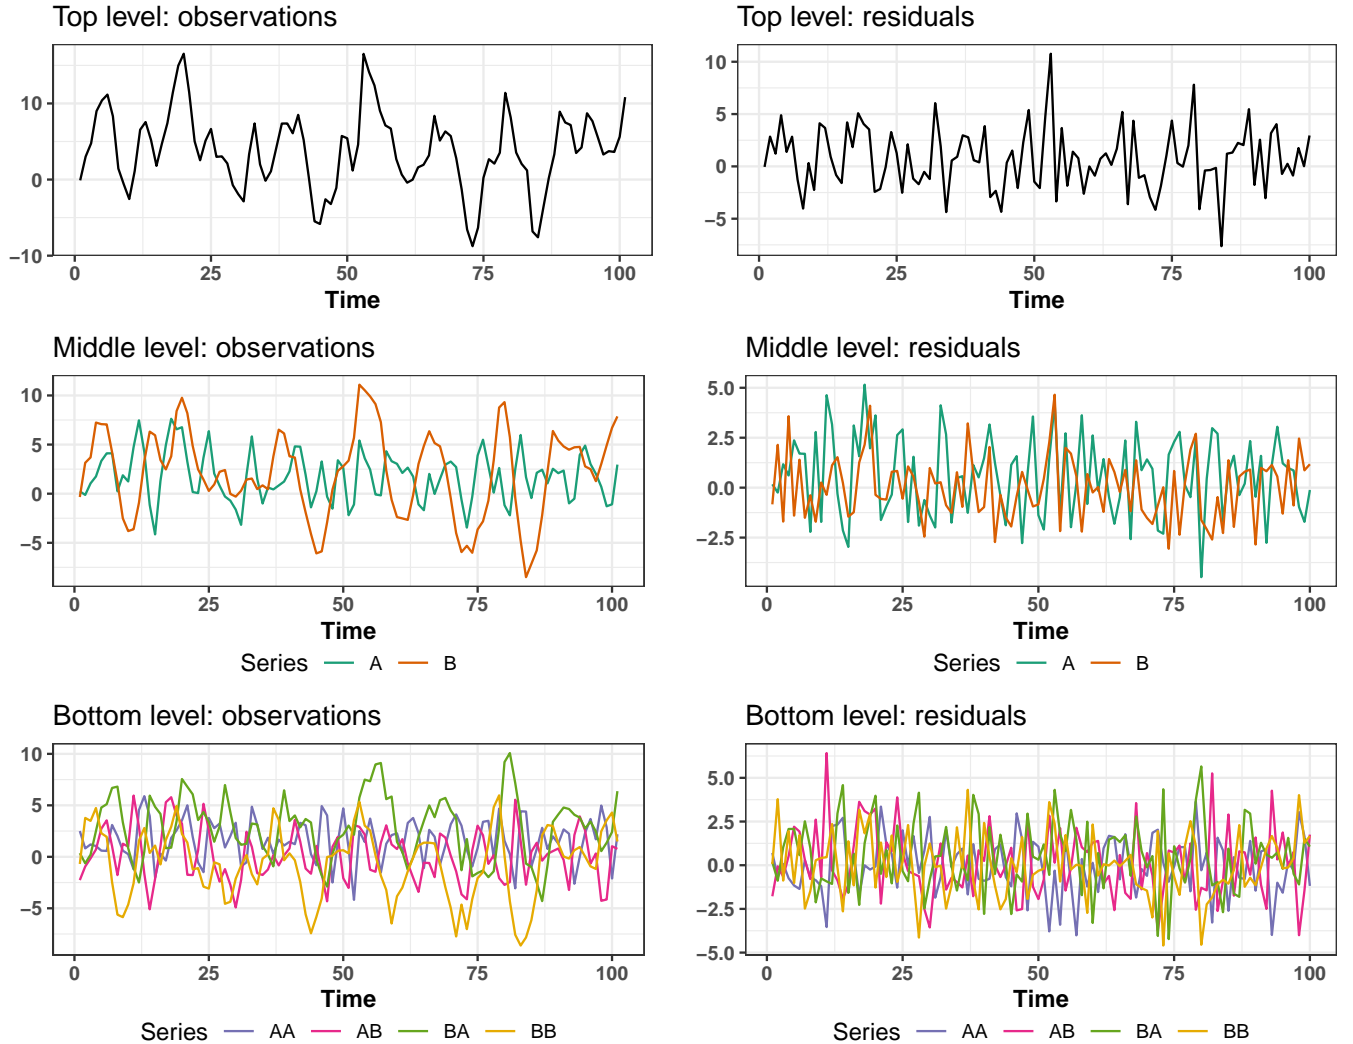 Top level: observations
10
0
−10
0 25 50 75 100
Time
Top level: residuals
10
5
0
−5
0 25 50 75 100
Time
Middle level: observations
10
5
0
−5
0 25 50 75 100
Time
Series A B
Middle level: residuals
5.0
2.5
0.0
−2.5
0 25 50 75 100
Time
Series A B
Bottom level: observations
10
5
0
−5
0 25 50 75 100
Time
Series AA AB BA BB
Bottom level: residuals
5.0
2.5
0.0
−2.5
−5.0
0 25 50 75 100
Time
Series AA AB BA BB